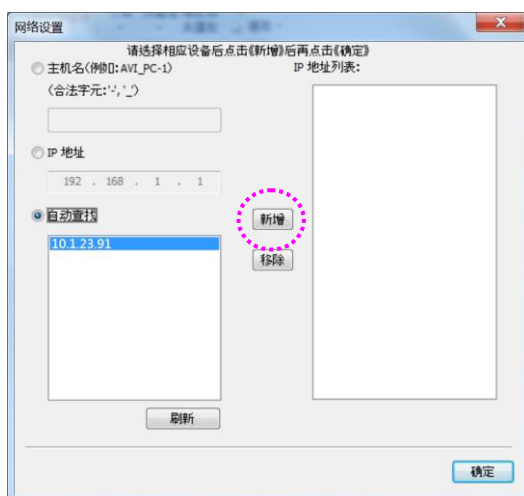 网络设置
请选择相应设备后点击《新增》后再点击《确定》
主机名(例如:AVI_PC-1)
IP 地址列表:
(合法字元:'-','_')
IP 地址
192 . 168 . 1 . 1
自动查找
新增
10.1.23.91
移除
刷新
确定